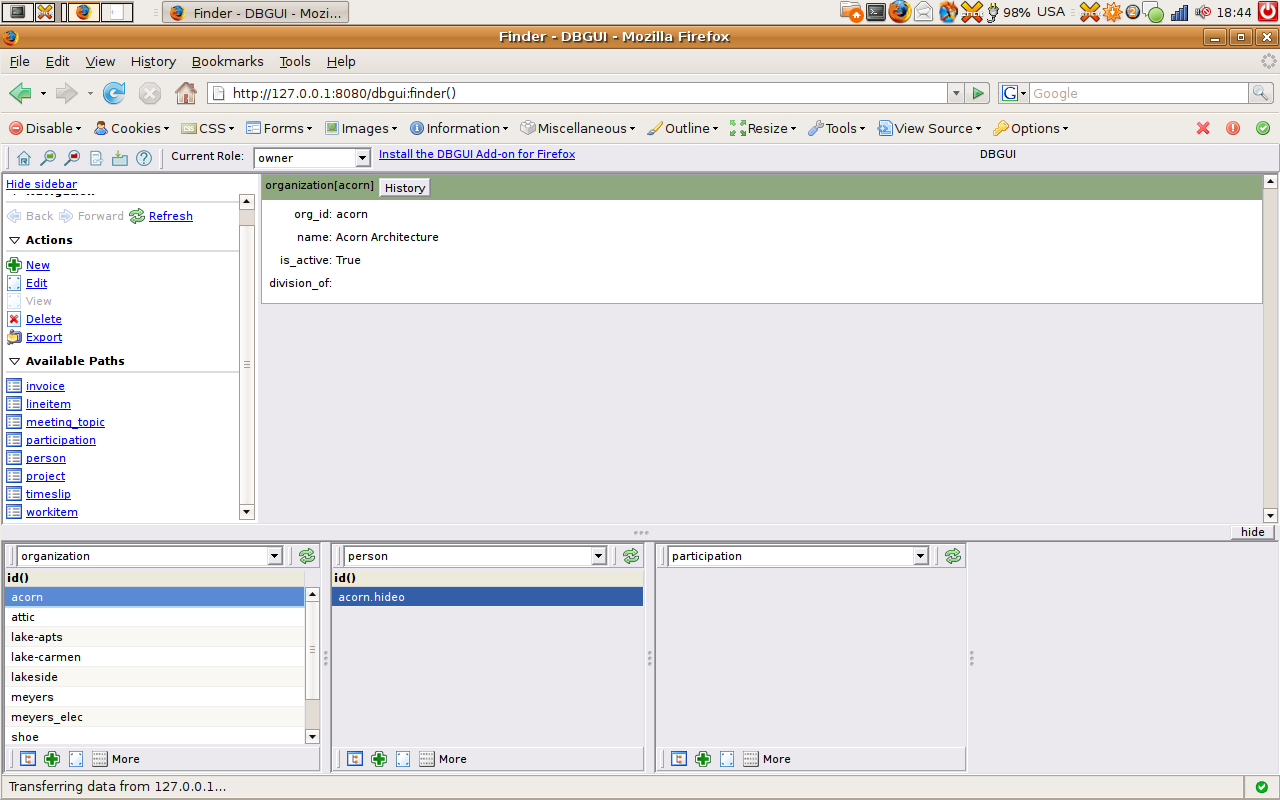 Finder - DBGUI - Mozi...
98% USA
18:44
Finder - DBGUI - Mozilla Firefox
File Edit View History Bookmarks Tools Help
http://127.0.0.1:8080/dbgui:finder()
G Google
Disable Cookies CSS Forms Images Information Miscellaneous Outline Resize Tools View Source Options
Current Role: owner Install the DBGUI Add-on for Firefox DBGUI
Hide sidebar
Back Forward Refresh
Actions
New
Edit
View
Delete
Export
Available Paths
invoice
lineitem
meeting_topic
participation
person
project
timeslip
workitem
organization[acorn] History
org_id: acorn
name: Acorn Architecture
is_active: True
division_of:
hide
organization
id()
acorn
attic
lake-apts
lake-carmen
lakeside
meyers
meyers_elec
shoe
More
person
id()
acorn.hideo
More
participation
More
Transferring data from 127.0.0.1...